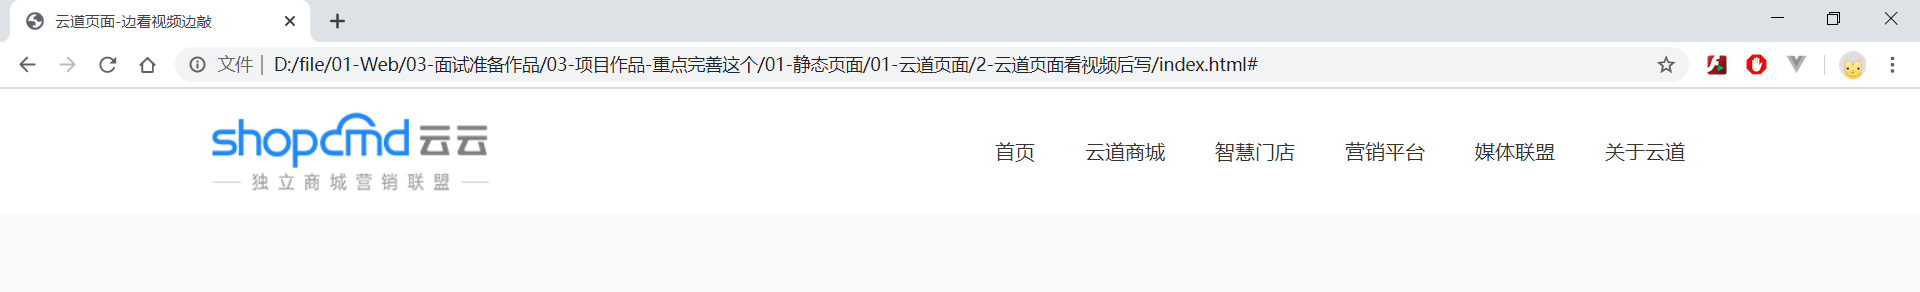 云道页面-边看视频边敲
文件 | D:/file/01-Web/03-面试准备作品/03-项目作品-重点完善这个/01-静态页面/01-云道页面/2-云道页面看视频后写/index.html#
shopcmd 云云
独立商城营销联盟
首页 云道商城 智慧门店 营销平台 媒体联盟 关于云道